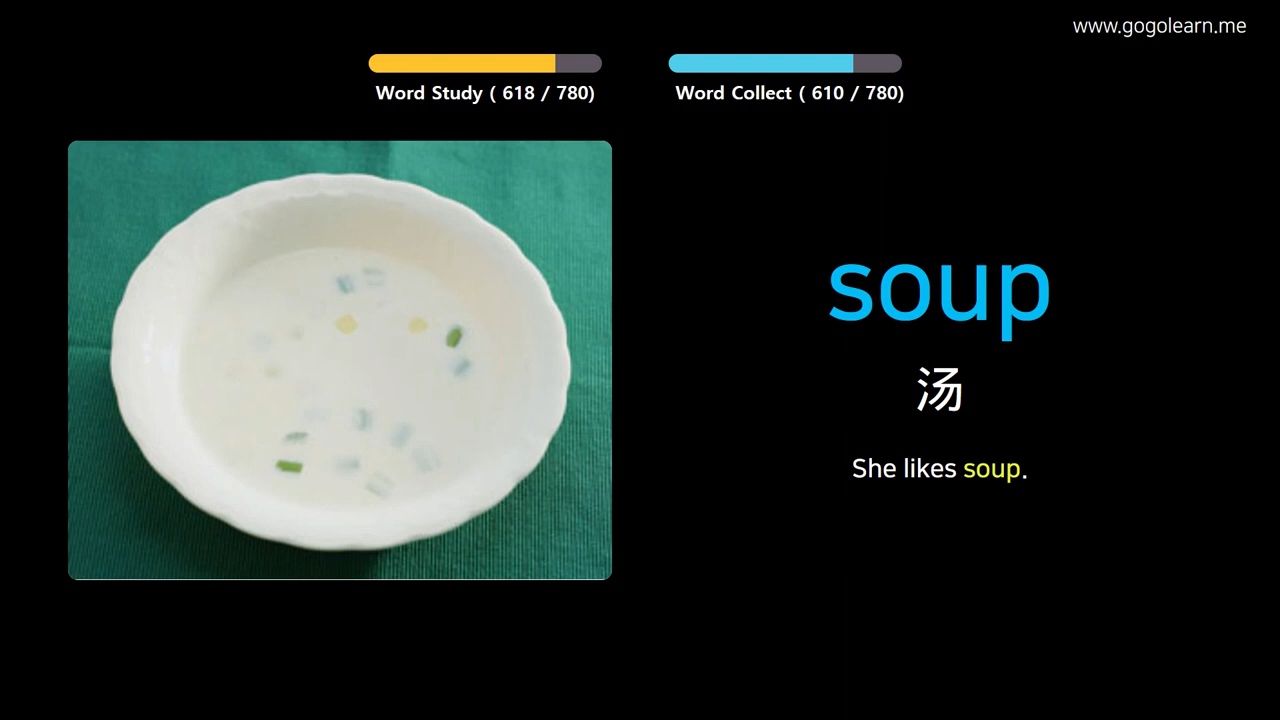 www.gogolearn.me
Word Study ( 618 / 780)
Word Collect ( 610 / 780)
soup
汤
She likes soup.